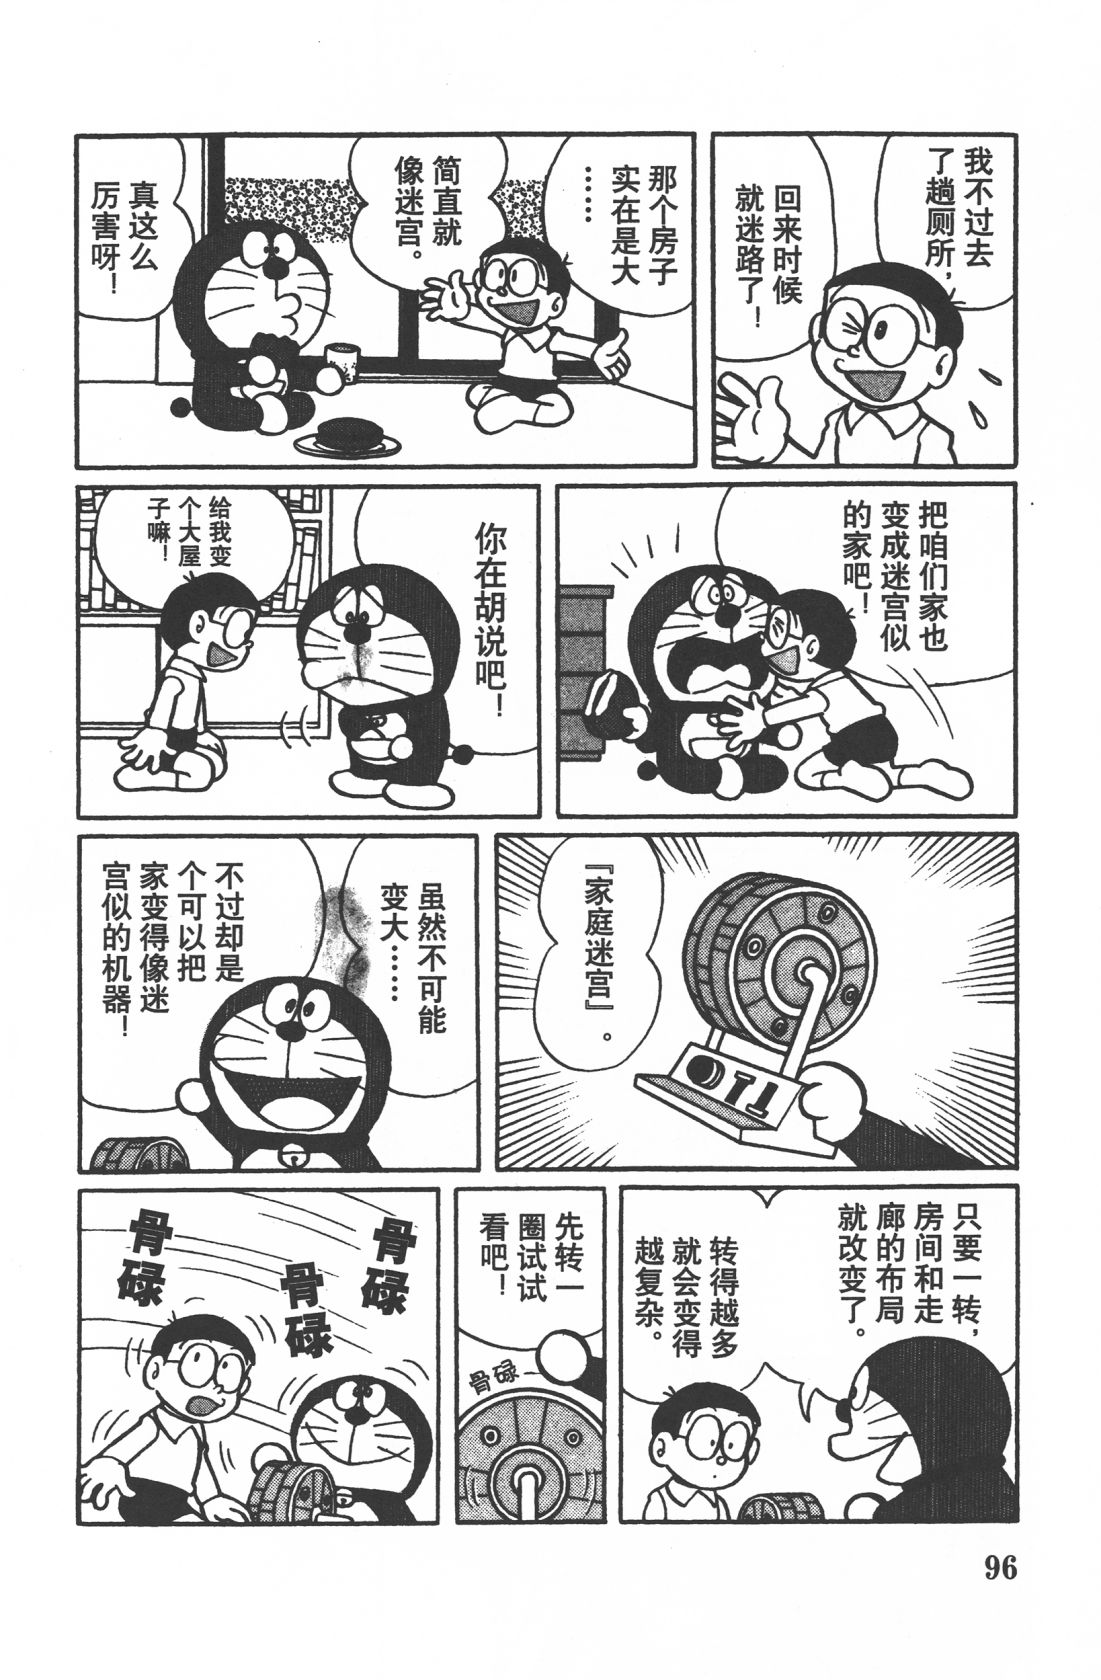 我不过去
了趟厕所，
回来时候
就迷路了！
那个房子
实在是大
……
简直就
像迷宫。
真这么
厉害呀！
把咱们家也
变成迷宫似
的家吧！
你在胡说吧！
给我变
个大屋
子嘛！
『家庭迷宫』。
虽然不可能
变大……
不过却是
个可以把
家变得像迷
宫似的机器！
只要一转，
房间和走
廊的布局
就改变了。
转得越多
就会变得
越复杂。
先转一
圈试试
看吧！
骨碌
骨碌
骨碌
骨碌
96